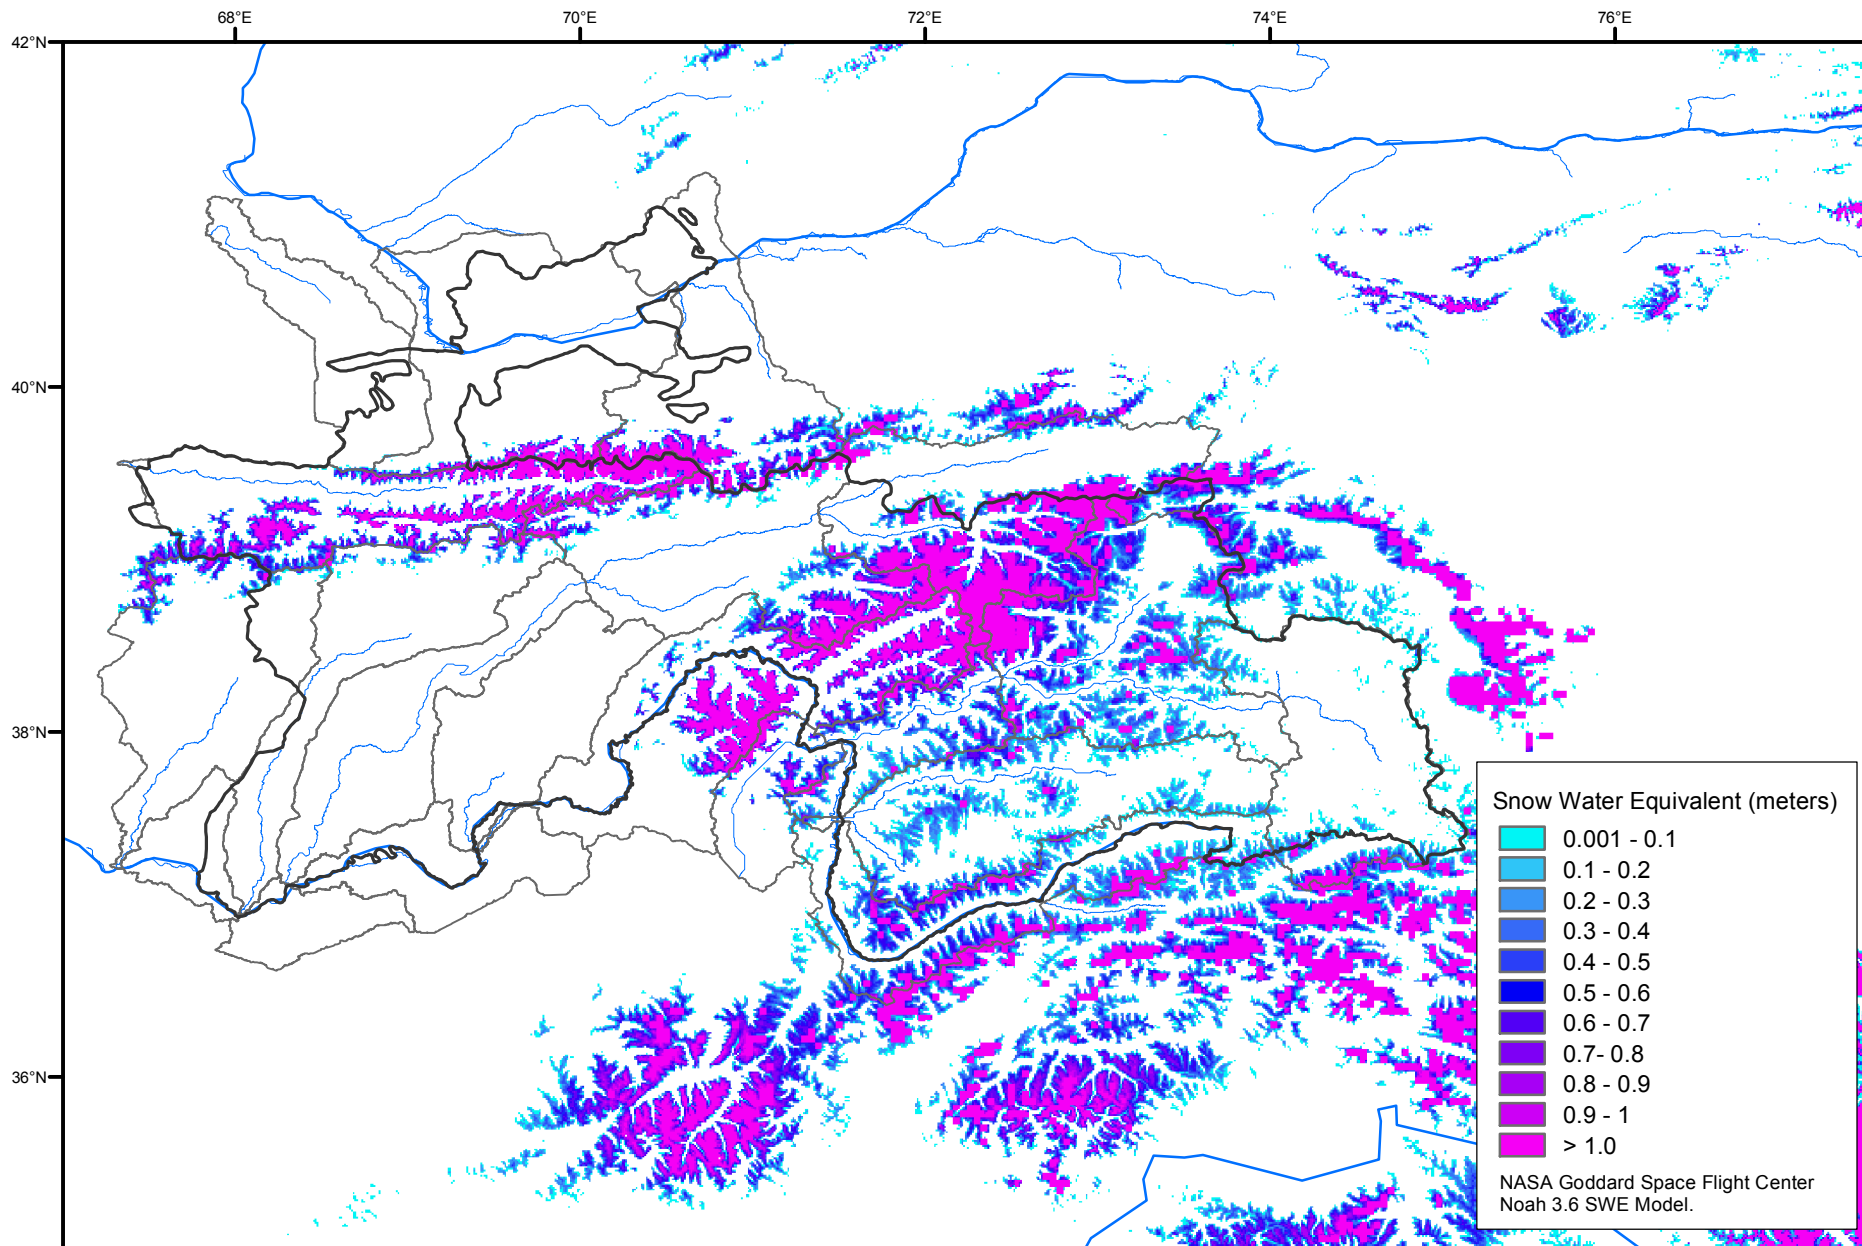 68°E 70°E 72°E 74°E 76°E
42°N
40°N
38°N
36°N
Snow Water Equivalent (meters)
0.001 - 0.1
0.1 - 0.2
0.2 - 0.3
0.3 - 0.4
0.4 - 0.5
0.5 - 0.6
0.6 - 0.7
0.7- 0.8
0.8 - 0.9
0.9 - 1
> 1.0
NASA Goddard Space Flight Center
Noah 3.6 SWE Model.